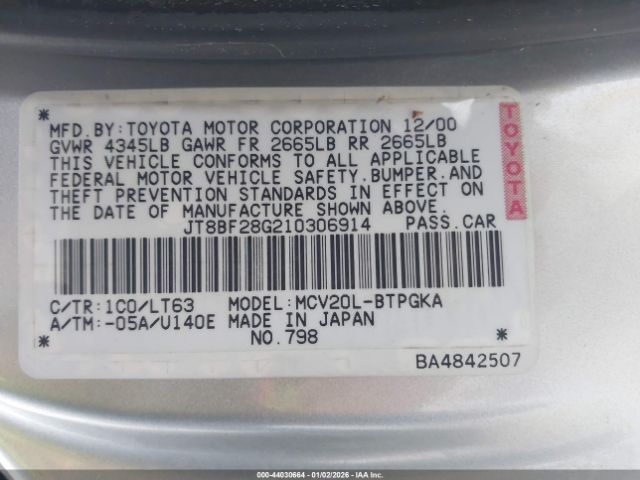 MFD.BY:TOYOTA MOTOR CORPORATION 12/00
GVWR 4345LB GAWR FR 2665LB RR 2665LB
THIS VEHICLE CONFORMS TO ALL APPLICABLE
FEDERAL MOTOR VEHICLE SAFETY.BUMPER.AND
THEFT PREVENTION STANDARDS IN EFFECT ON
THE DATE OF MANUFACTURE SHOWN ABOVE.
JT8BF28G210306914 PASS.CAR
TOYOTA
C/TR:1C0/LT63 MODEL:MCV20L-BTPGKA
A/TM:-05A/U140E MADE IN JAPAN
NO.798
BA4842507
000-44030664 | 01/02/2026 | IAA Inc.